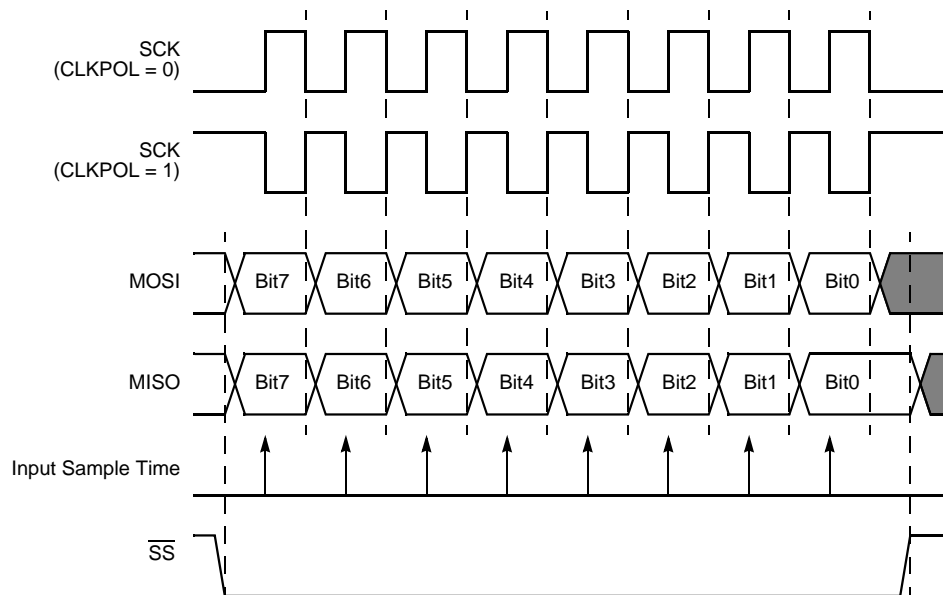 SCK
(CLKPOL = 0)
SCK
(CLKPOL = 1)
MOSI
Bit7 Bit6 Bit5 Bit4 Bit3 Bit2 Bit1 Bit0
MISO
Bit7 Bit6 Bit5 Bit4 Bit3 Bit2 Bit1 Bit0
Input Sample Time
SS